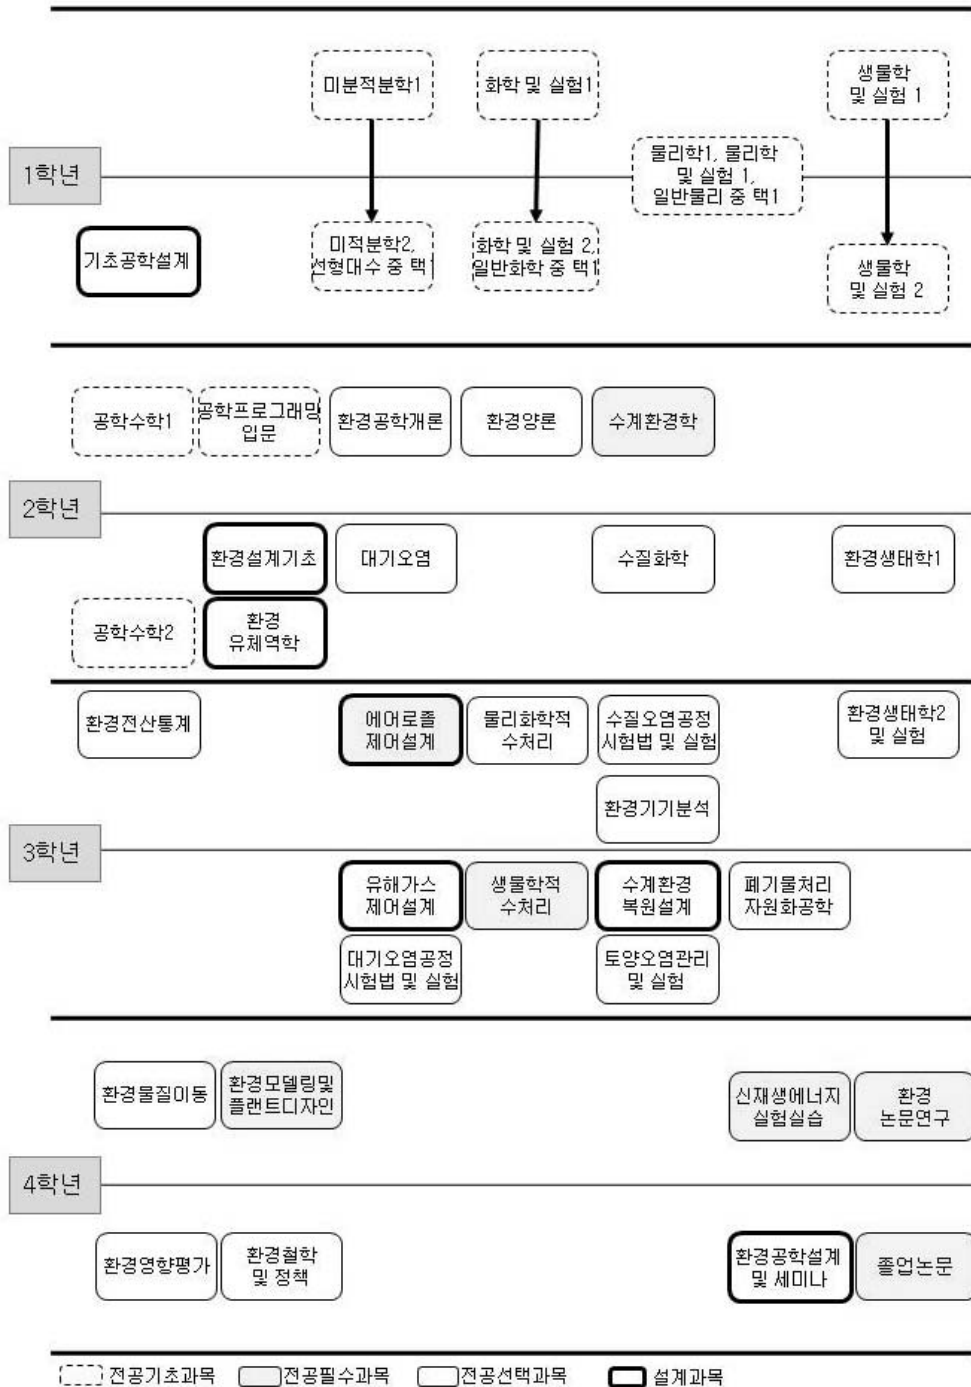 미분적분학1
화학 및 실험1
생물학
및 실험 1
1학년
물리학1, 물리학
및 실험 1,
일반물리 중 택1
기초공학설계
미적분학2,
선형대수 중 택1
화학 및 실험 2,
일반화학 중 택1
생물학
및 실험 2
공학수학1
공학프로그래밍
입문
환경공학개론
환경양론
수계환경학
2학년
환경설계기초
대기오염
수질화학
환경생태학1
공학수학2
환경
유체역학
환경전산통계
에어로졸
제어설계
물리화학적
수처리
수질오염공정
시험법 및 실험
환경생태학2
및 실험
환경기기분석
3학년
유해가스
제어설계
생물학적
수처리
수계환경
복원설계
폐기물처리
자원화공학
대기오염공정
시험법 및 실험
토양오염관리
및 실험
환경물질이동
환경모델링및
플랜트디자인
신재생에너지
실험실습
환경
논문연구
4학년
환경영향평가
환경철학
및 정책
환경공학설계
및 세미나
졸업논문
전공기초과목
전공필수과목
전공선택과목
설계과목